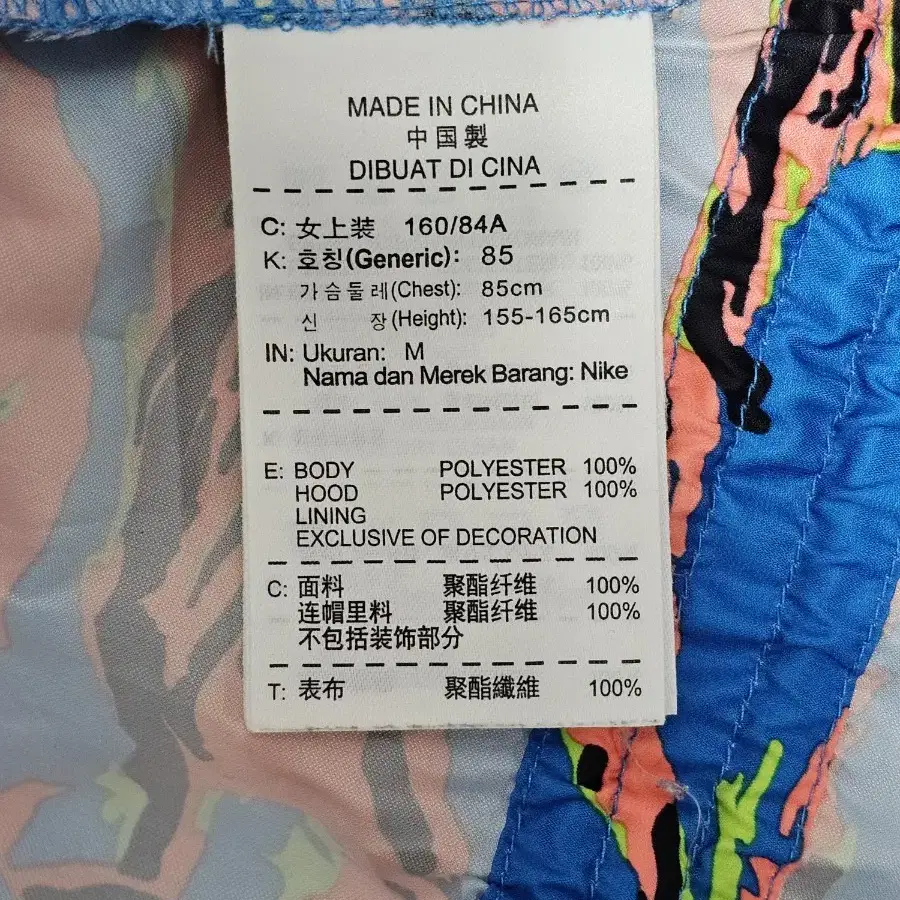 MADE IN CHINA
中国製
DIBUAT DI CINA
C: 女上装 160/84A
K: 호칭(Generic): 85
가슴둘레(Chest): 85cm
신 장(Height): 155-165cm
IN: Ukuran: M
Nama dan Merek Barang: Nike
E: BODY POLYESTER 100%
HOOD POLYESTER 100%
LINING
EXCLUSIVE OF DECORATION
C: 面料 聚酯纤维 100%
连帽里料 聚酯纤维 100%
不包括装饰部分
T: 表布 聚酯纖維 100%